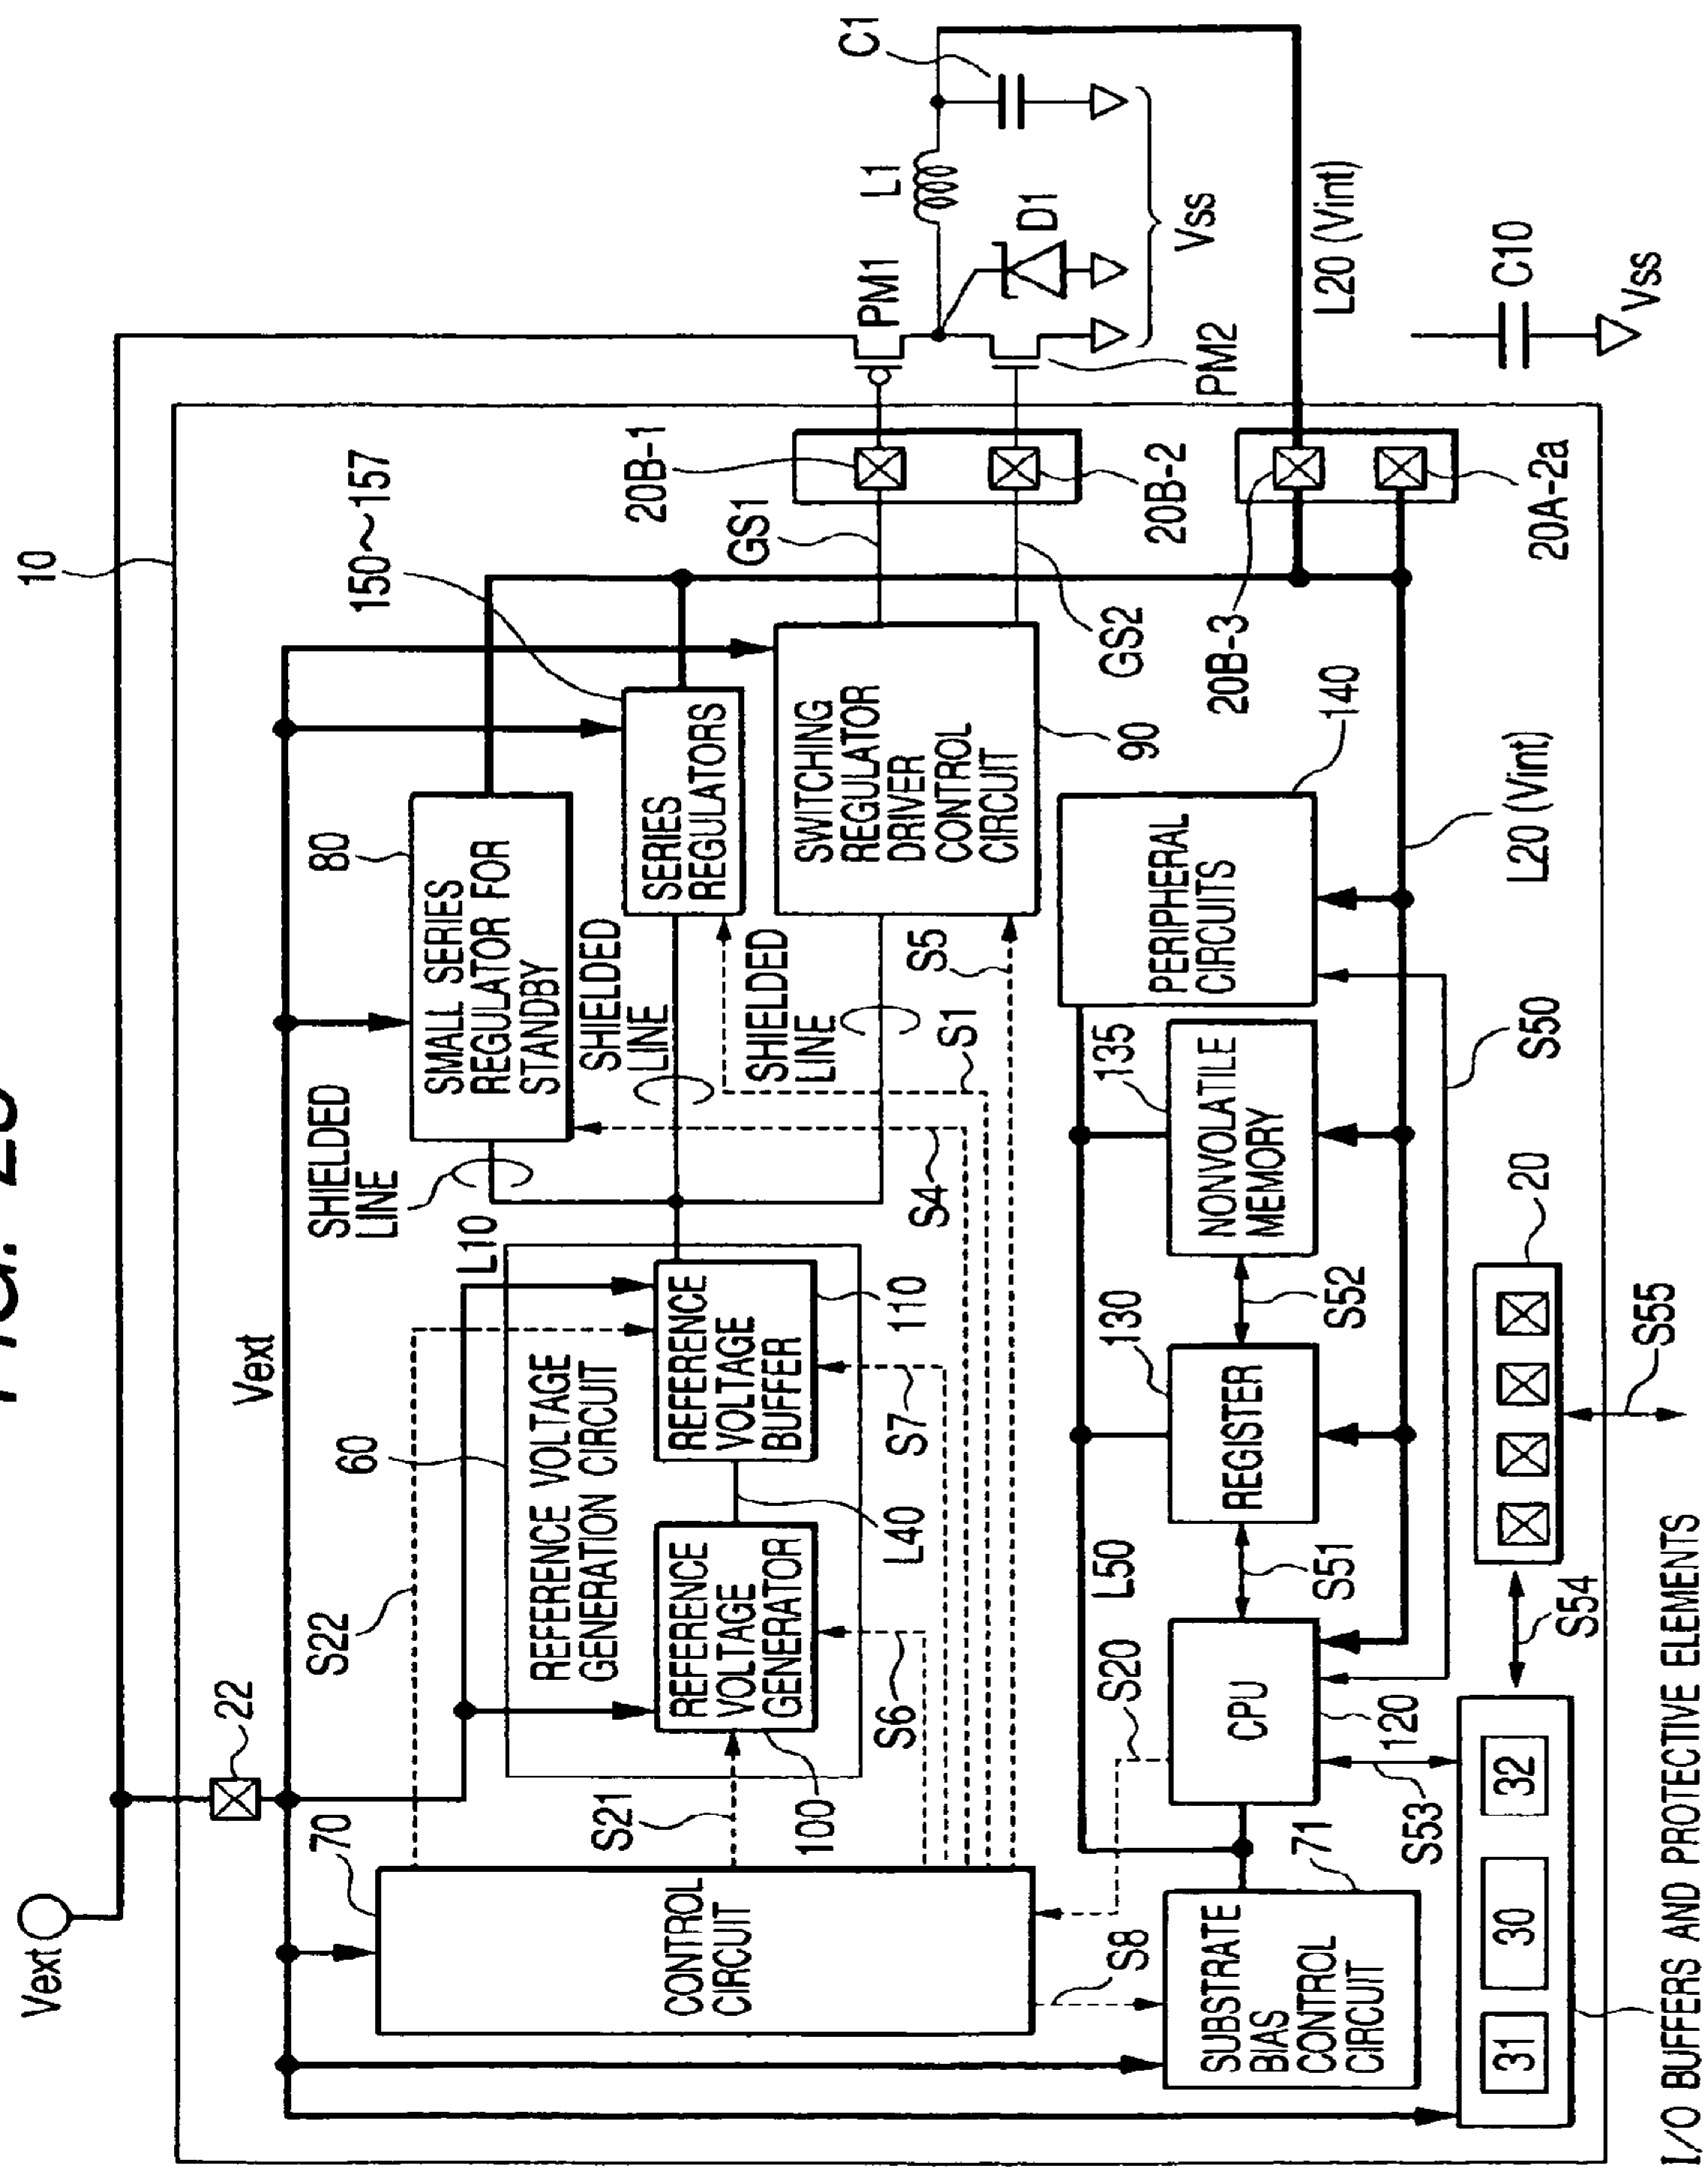 FIG.
Vext
10
22
Vext
70
CONTROL
CIRCUIT
S22
S21
60
REFERENCE VOLTAGE
GENERATION CIRCUIT
REFERENCE
VOLTAGE
GENERATOR
100
L40
REFERENCE
VOLTAGE
BUFFER
110
L10
S6
S7
S4
S1
S5
SHIELDED
LINE
SHIELDED
LINE
SHIELDED
LINE
80
SMALL SERIES
REGULATOR FOR
STANDBY
150~157
SERIES
REGULATORS
SWITCHING
REGULATOR
DRIVER
CONTROL
CIRCUIT
90
GS1
GS2
20B-1
20B-2
20B-3
20A-2a
PM1
PM2
L1
D1
C1
Vss
L20 (Vint)
C10
Vss
S8
S20
SUBSTRATE
BIAS
CONTROL
CIRCUIT
71
L50
CPU
120
S51
REGISTER
130
S52
NONVOLATILE
MEMORY
135
PERIPHERAL
CIRCUITS
140
L20 (Vint)
S50
S53
31
30
32
S54
20
S55
I/O BUFFERS AND PROTECTIVE ELEMENTS